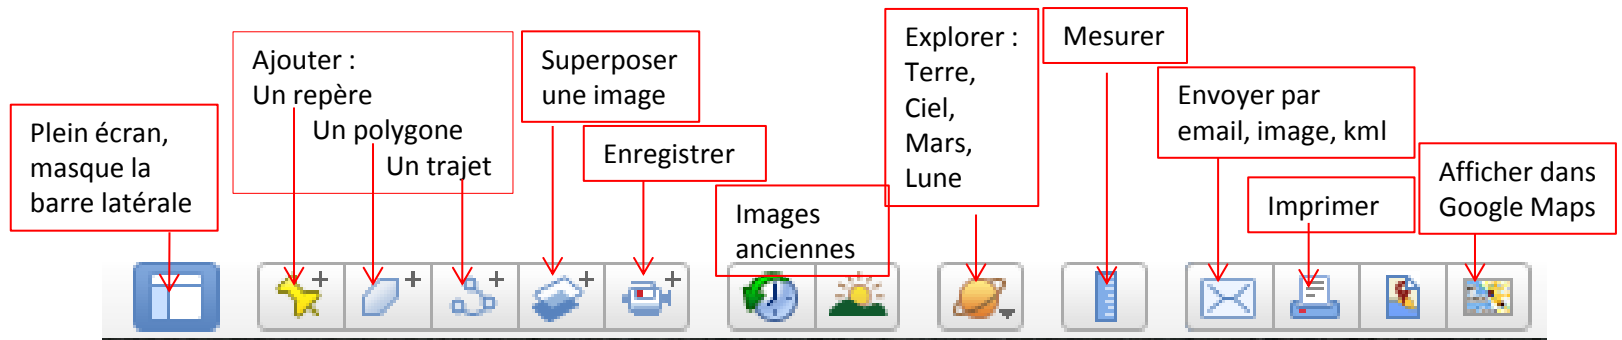 Plein écran,
masque la
barre latérale
Ajouter :
Un repère
Un polygone
Un trajet
Superposer
une image
Enregistrer
Images
anciennes
Explorer :
Terre,
Ciel,
Mars,
Lune
Mesurer
Envoyer par
email, image, kml
Imprimer
Afficher dans
Google Maps